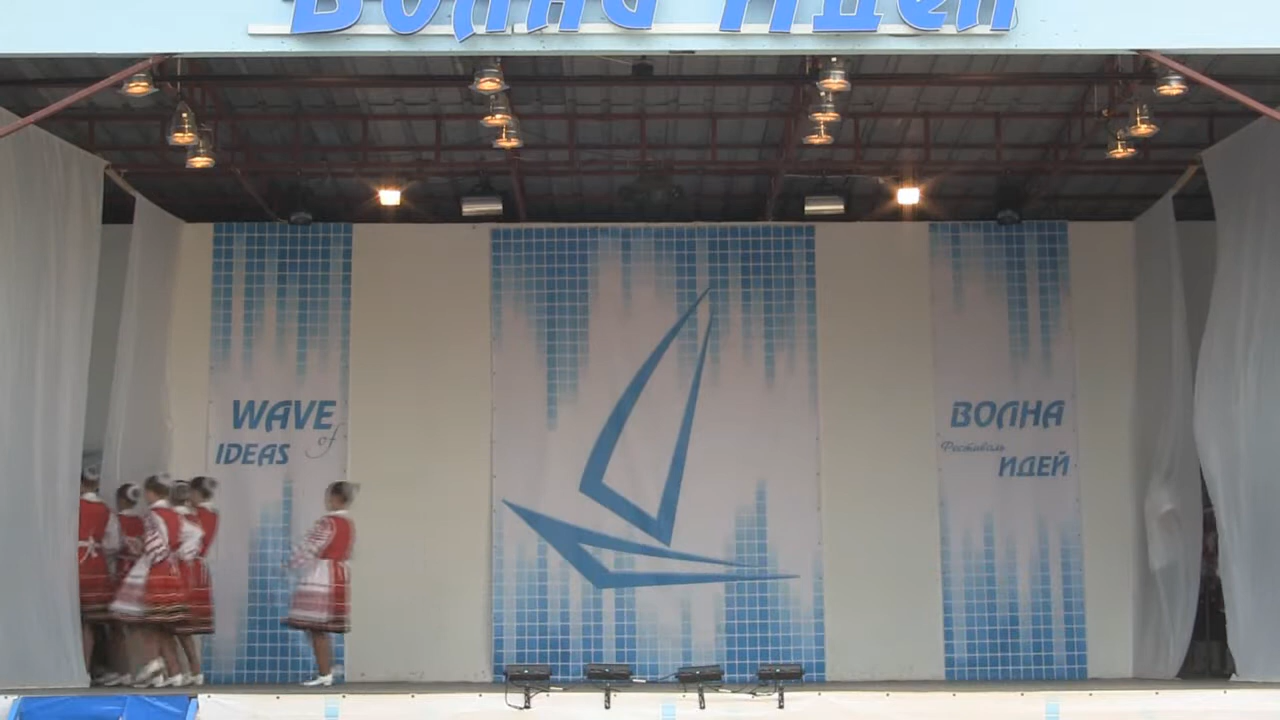 Волна Идей
WAVE
of
IDEAS
ВОЛНА
Фестиваль
ИДЕЙ